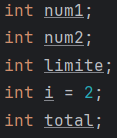 int num1;
int num2;
int limite;
int i = 2;
int total;